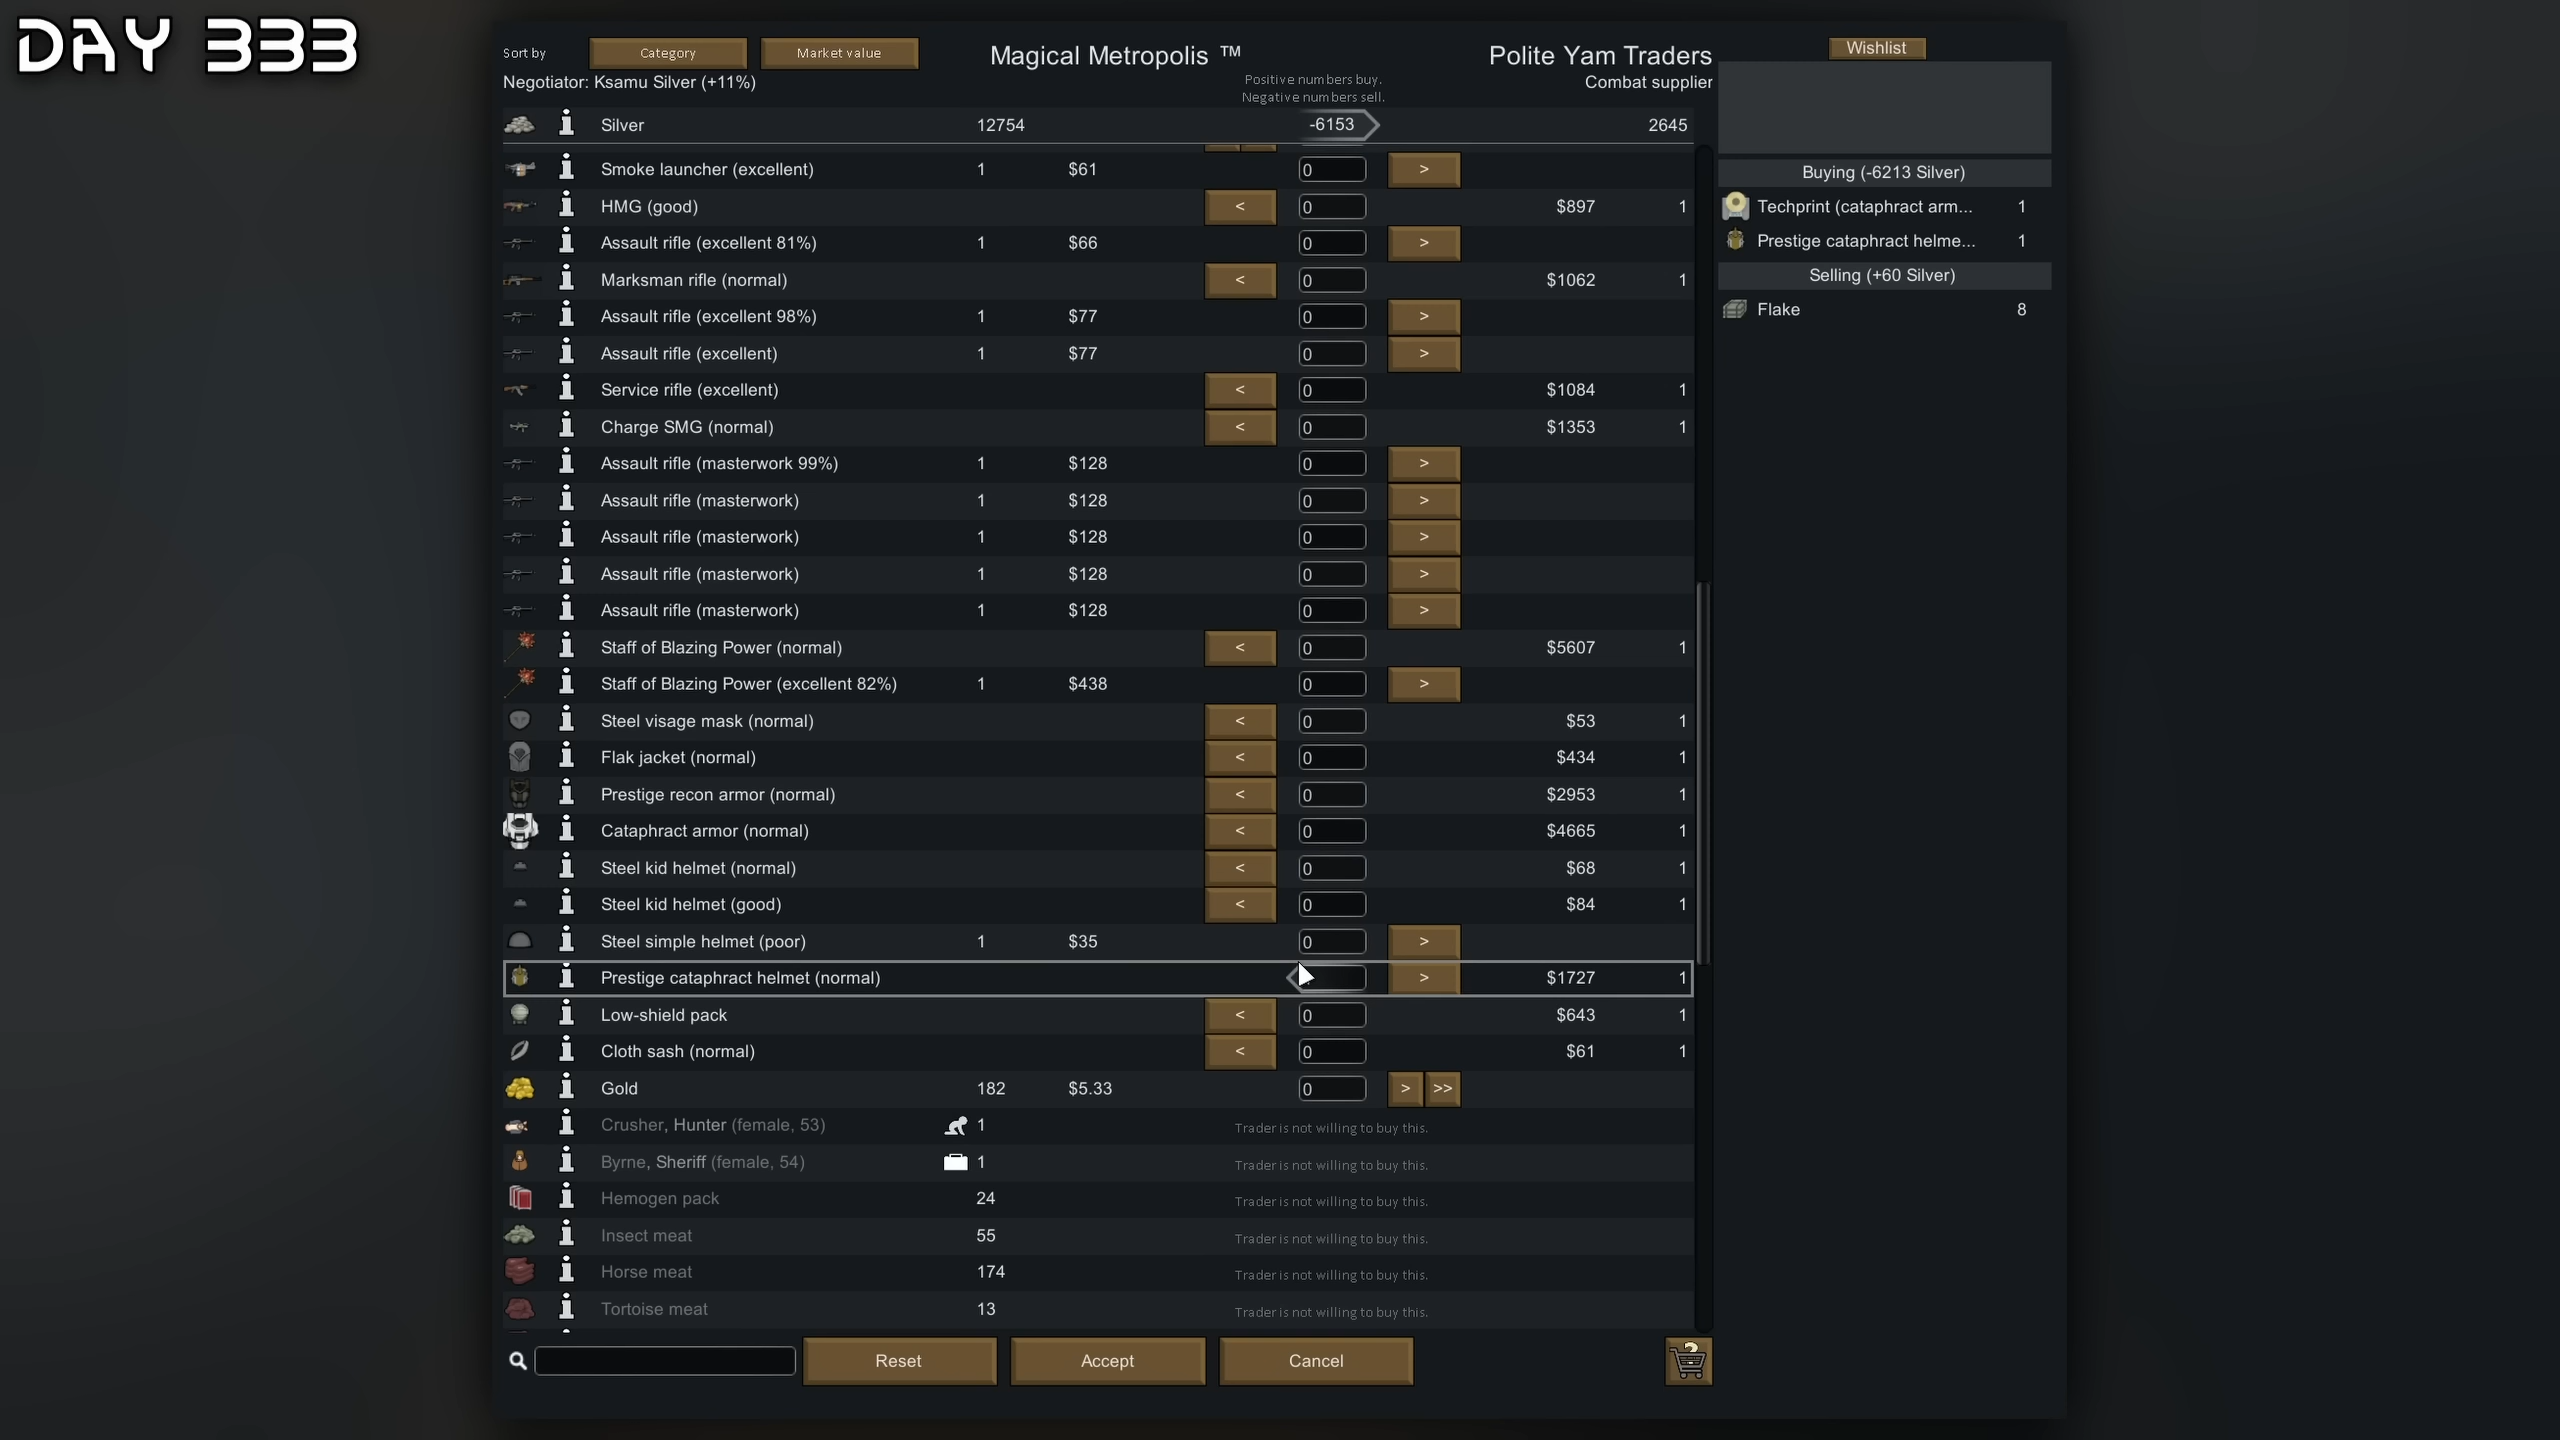 DAY 333
Sort by Category Market value Magical Metropolis ™ Polite Yam Traders Wishlist
Negotiator: Ksamu Silver (+11%) Positive numbers buy. Combat supplier
Negative numbers sell.
Silver 12754 -6153 2645
Smoke launcher (excellent) 1 $61 0 > Buying (-6213 Silver)
HMG (good) < 0 $897 1 Techprint (cataphract arm... 1
Assault rifle (excellent 81%) 1 $66 0 > Prestige cataphract helme... 1
Marksman rifle (normal) < 0 $1062 1 Selling (+60 Silver)
Assault rifle (excellent 98%) 1 $77 0 > Flake 8
Assault rifle (excellent) 1 $77 0 >
Service rifle (excellent) < 0 $1084 1
Charge SMG (normal) < 0 $1353 1
Assault rifle (masterwork 99%) 1 $128 0 >
Assault rifle (masterwork) 1 $128 0 >
Assault rifle (masterwork) 1 $128 0 >
Assault rifle (masterwork) 1 $128 0 >
Assault rifle (masterwork) 1 $128 0 >
Staff of Blazing Power (normal) < 0 $5607 1
Staff of Blazing Power (excellent 82%) 1 $438 0 >
Steel visage mask (normal) < 0 $53 1
Flak jacket (normal) < 0 $434 1
Prestige recon armor (normal) < 0 $2953 1
Cataphract armor (normal) < 0 $4665 1
Steel kid helmet (normal) < 0 $68 1
Steel kid helmet (good) < 0 $84 1
Steel simple helmet (poor) 1 $35 0 >
Prestige cataphract helmet (normal) > $1727 1
Low-shield pack < 0 $643 1
Cloth sash (normal) < 0 $61 1
Gold 182 $5.33 0 > >>
Crusher, Hunter (female, 53) 1 Trader is not willing to buy this.
Byrne, Sheriff (female, 54) 1 Trader is not willing to buy this.
Hemogen pack 24 Trader is not willing to buy this.
Insect meat 55 Trader is not willing to buy this.
Horse meat 174 Trader is not willing to buy this.
Tortoise meat 13 Trader is not willing to buy this.
Reset Accept Cancel ?